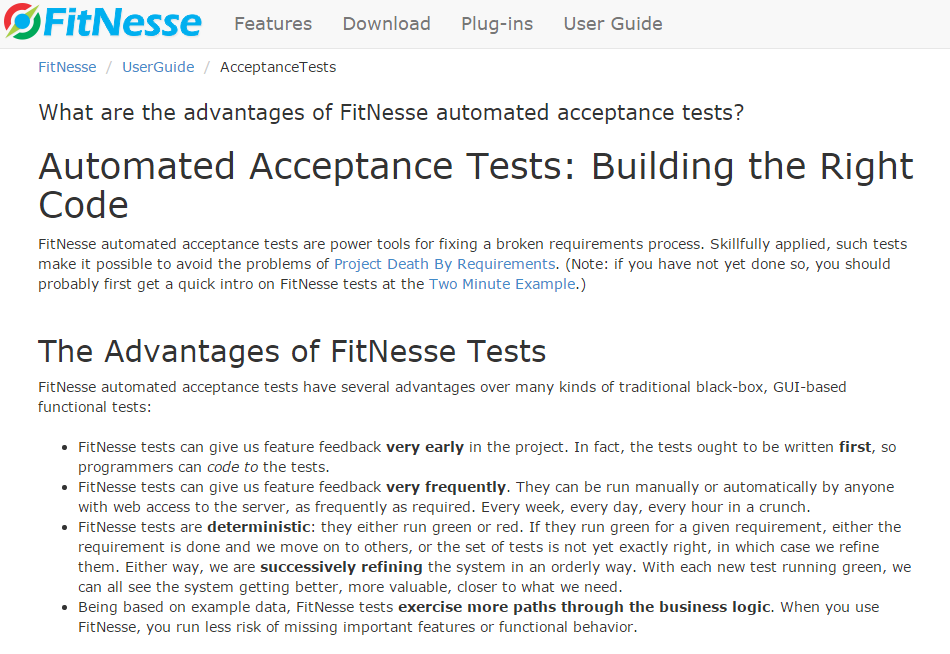 FitNesse Features Download Plug-ins User Guide
FitNesse / UserGuide / AcceptanceTests
What are the advantages of FitNesse automated acceptance tests?
Automated Acceptance Tests: Building the Right
Code
FitNesse automated acceptance tests are power tools for fixing a broken requirements process. Skillfully applied, such tests
make it possible to avoid the problems of Project Death By Requirements. (Note: if you have not yet done so, you should
probably first get a quick intro on FitNesse tests at the Two Minute Example.)
The Advantages of FitNesse Tests
FitNesse automated acceptance tests have several advantages over many kinds of traditional black-box, GUI-based
functional tests:
• FitNesse tests can give us feature feedback very early in the project. In fact, the tests ought to be written first, so
programmers can code to the tests.
• FitNesse tests can give us feature feedback very frequently. They can be run manually or automatically by anyone
with web access to the server, as frequently as required. Every week, every day, every hour in a crunch.
• FitNesse tests are deterministic: they either run green or red. If they run green for a given requirement, either the
requirement is done and we move on to others, or the set of tests is not yet exactly right, in which case we refine
them. Either way, we are successively refining the system in an orderly way. With each new test running green, we
can all see the system getting better, more valuable, closer to what we need.
• Being based on example data, FitNesse tests exercise more paths through the business logic. When you use
FitNesse, you run less risk of missing important features or functional behavior.